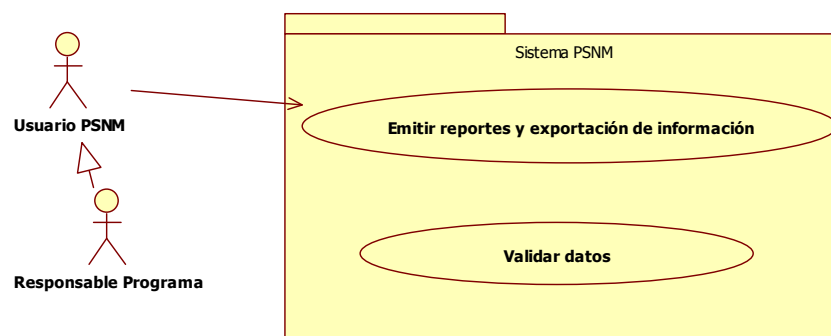 Sistema PSNM
Usuario PSNM
Emitir reportes y exportación de información
Responsable Programa
Validar datos